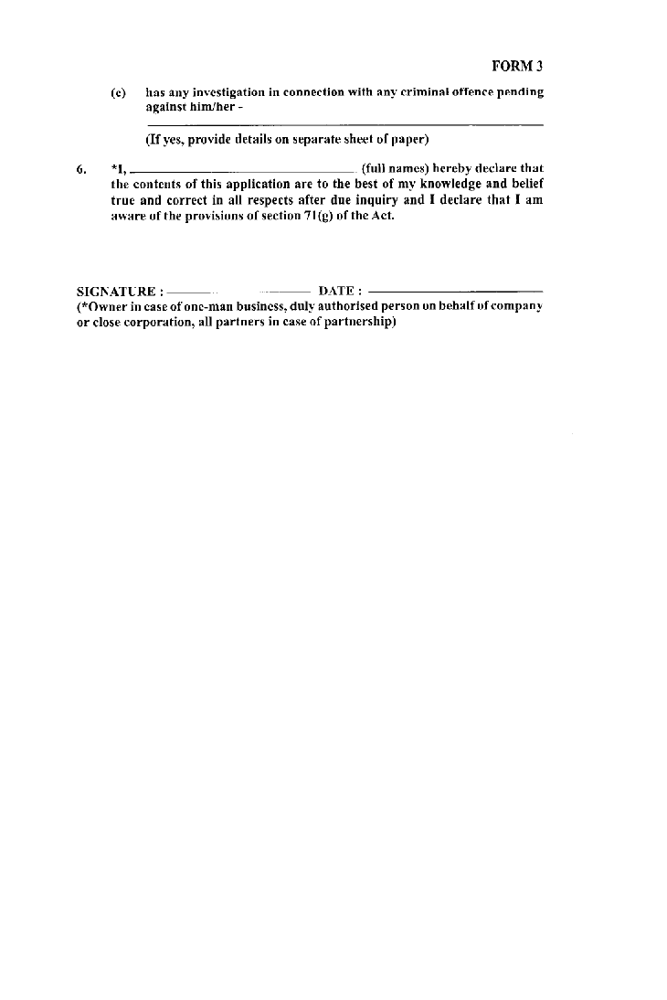 FORM 3
(c) has any investigation in connection with any criminal offence pending
against him/her -
(If yes, provide details on separate sheet of paper)
6. *I, ______________________ (full names) hereby declare that
the contents of this application are to the best of my knowledge and belief
true and correct in all respects after due inquiry and I declare that I am
aware of the provisions of section 71(g) of the Act.
SIGNATURE : ______________ DATE : ______________
(*Owner in case of one-man business, duly authorised person on behalf of company
or close corporation, all partners in case of partnership)